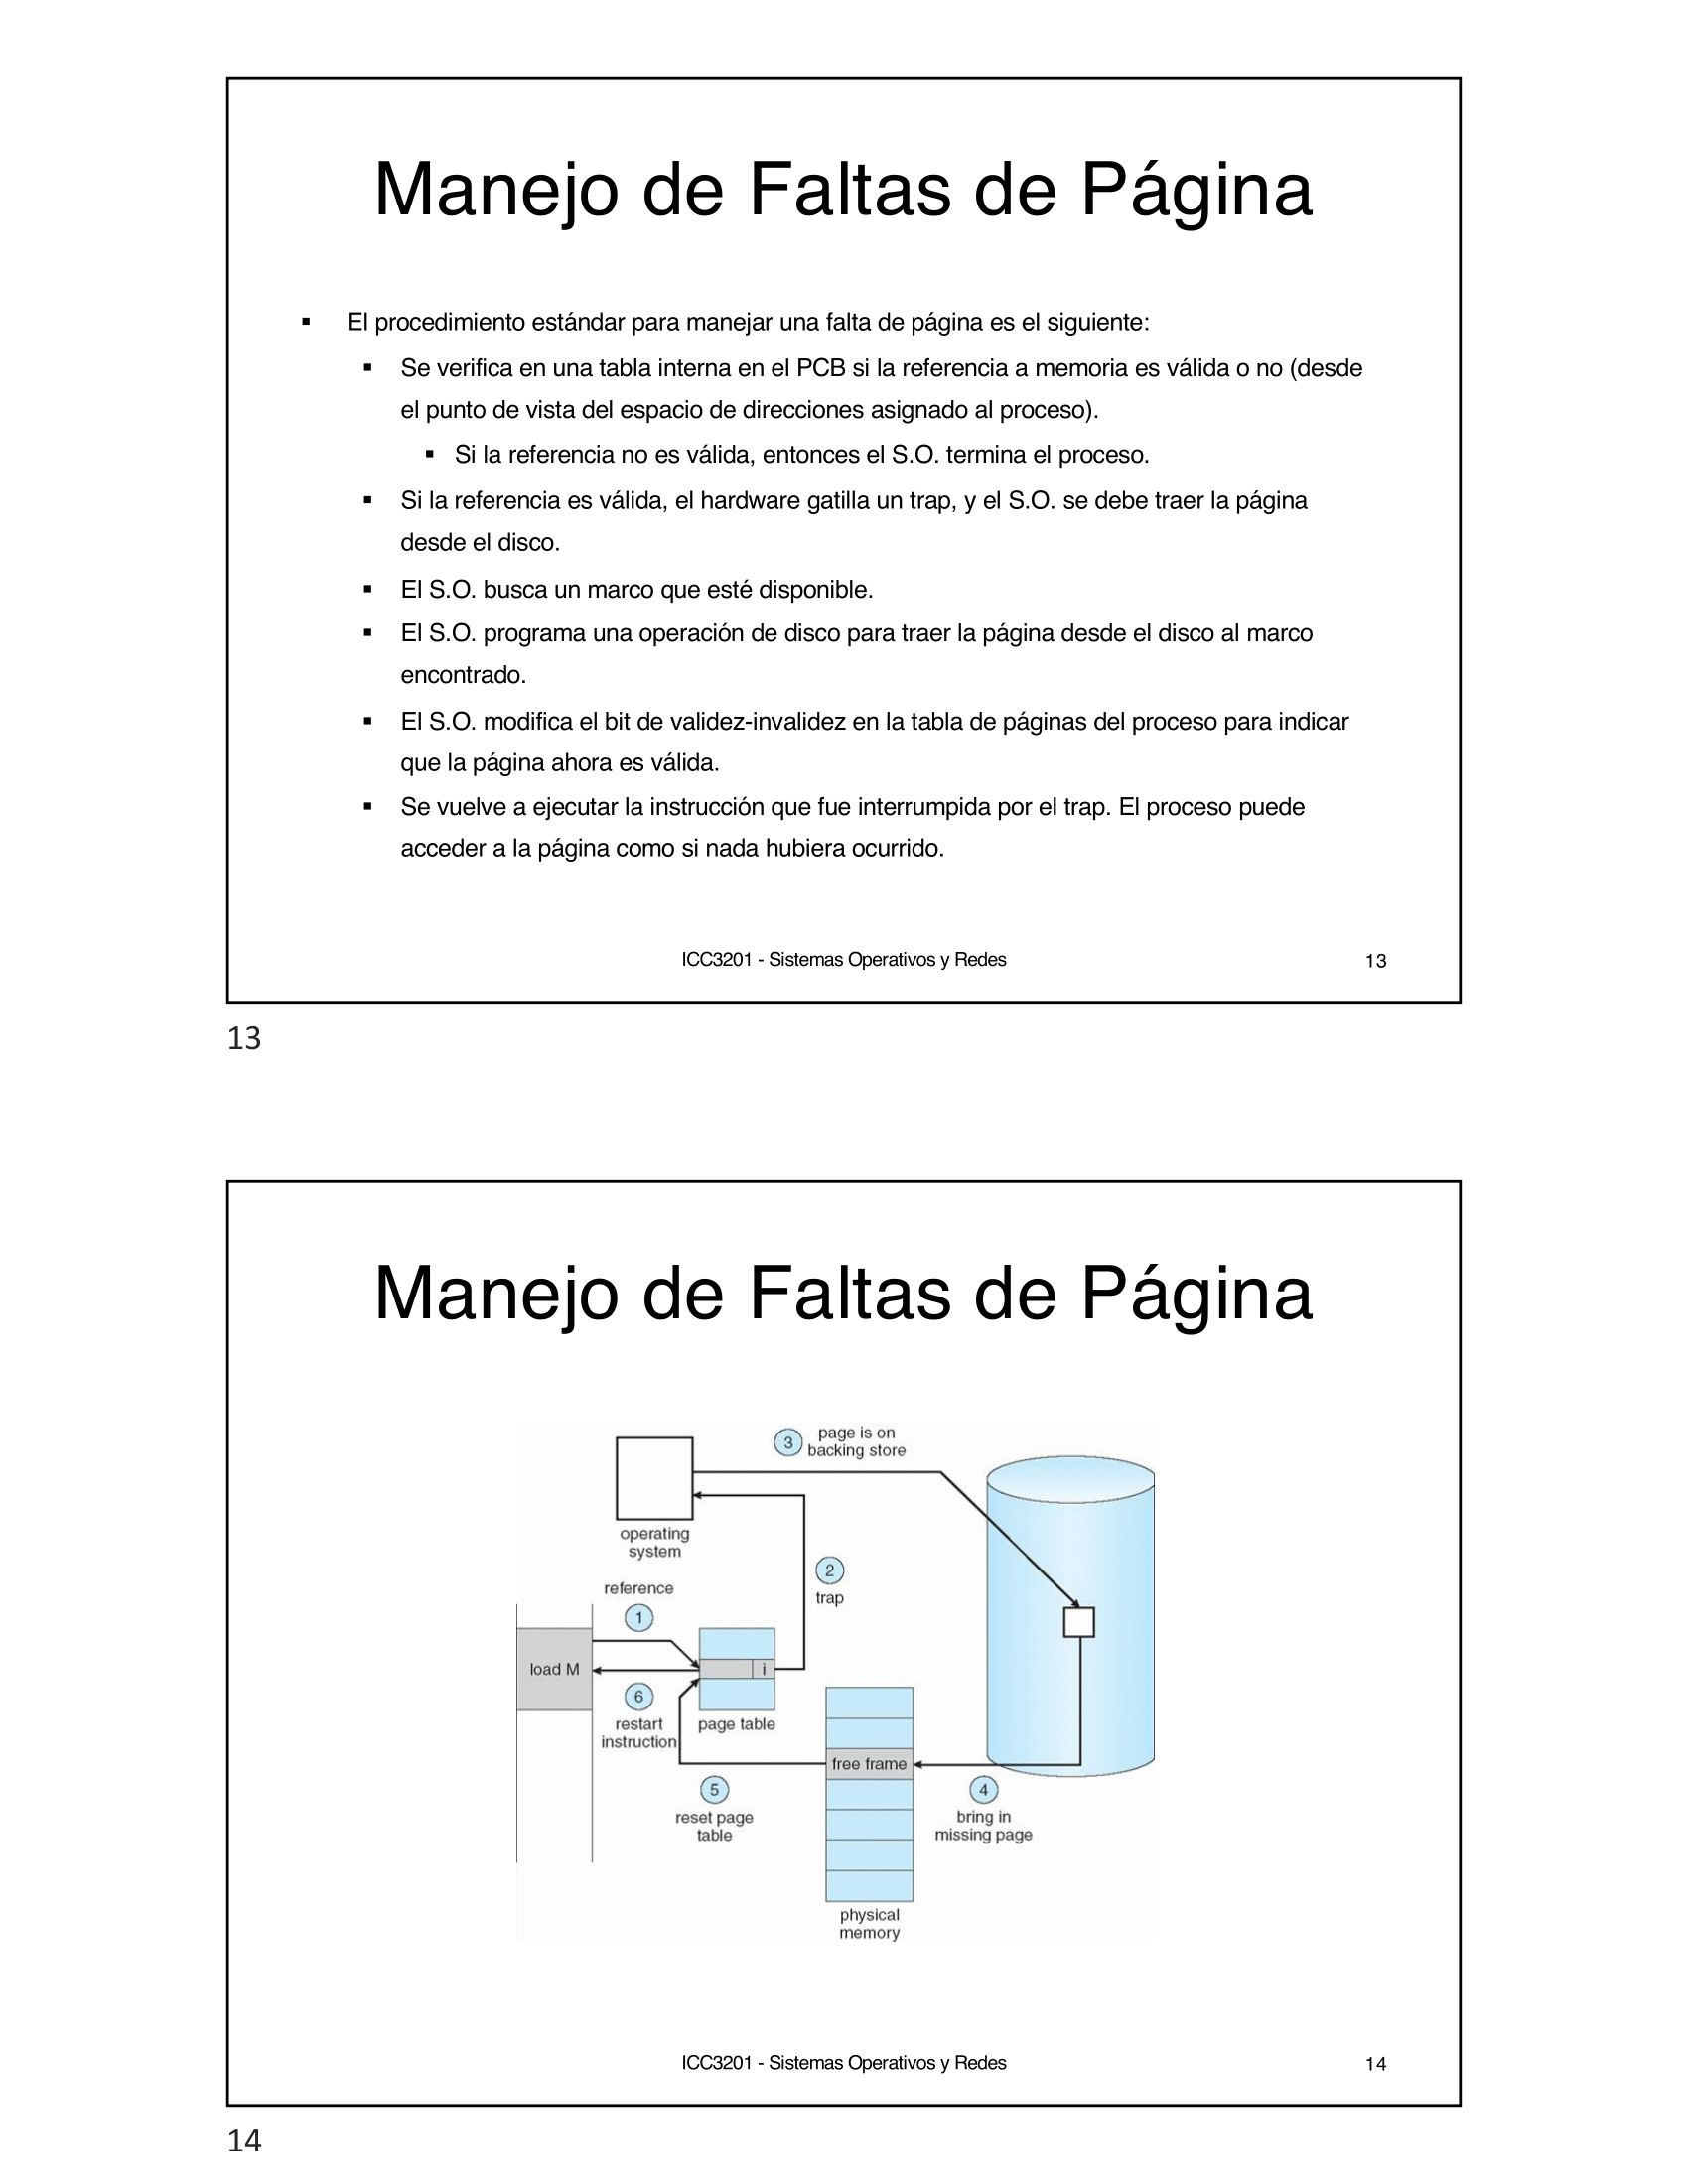 Manejo de Faltas de Página
▪ El procedimiento estándar para manejar una falta de página es el siguiente:
▪ Se verifica en una tabla interna en el PCB si la referencia a memoria es válida o no (desde
el punto de vista del espacio de direcciones asignado al proceso).
▪ Si la referencia no es válida, entonces el S.O. termina el proceso.
▪ Si la referencia es válida, el hardware gatilla un trap, y el S.O. se debe traer la página
desde el disco.
▪ El S.O. busca un marco que esté disponible.
▪ El S.O. programa una operación de disco para traer la página desde el disco al marco
encontrado.
▪ El S.O. modifica el bit de validez-invalidez en la tabla de páginas del proceso para indicar
que la página ahora es válida.
▪ Se vuelve a ejecutar la instrucción que fue interrumpida por el trap. El proceso puede
acceder a la página como si nada hubiera ocurrido.
ICC3201 - Sistemas Operativos y Redes 13
13
Manejo de Faltas de Página
3 page is on
backing store
operating
system
2
trap
reference
1
load M
i
6
restart
instruction
page table
free frame
5
reset page
table
4
bring in
missing page
physical
memory
ICC3201 - Sistemas Operativos y Redes 14
14